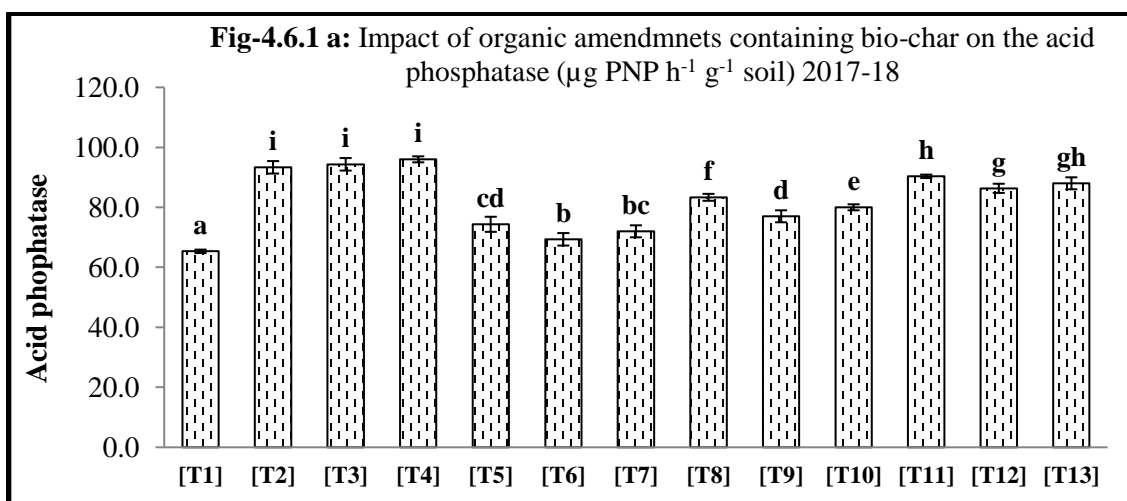 Fig-4.6.1 a: Impact of organic amendmnets containing bio-char on the acid
phosphatase (µg PNP h⁻¹ g⁻¹ soil) 2017-18
Acid phophatase
120.0
100.0
80.0
60.0
40.0
20.0
0.0
a i i i cd b bc f d e h g gh
[T1] [T2] [T3] [T4] [T5] [T6] [T7] [T8] [T9] [T10] [T11] [T12] [T13]